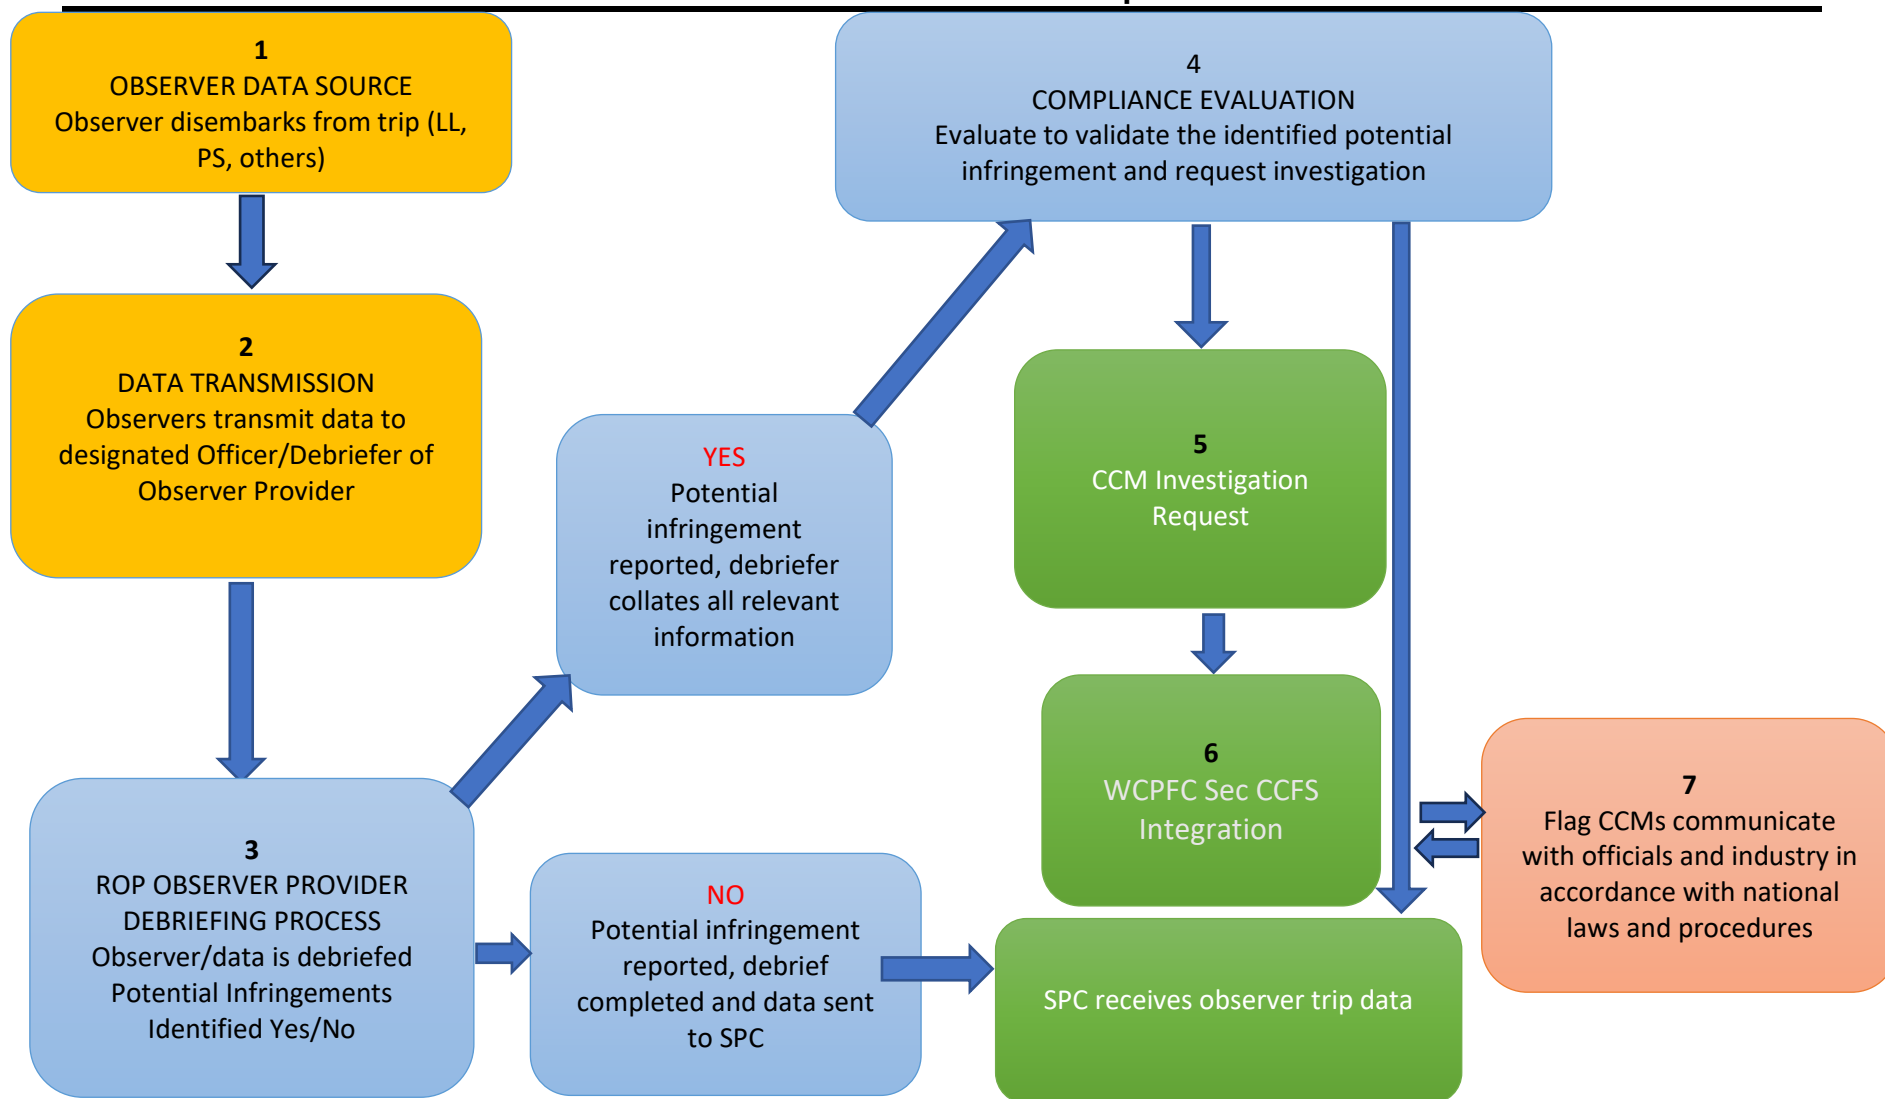 1
OBSERVER DATA SOURCE
Observer disembarks from trip (LL,
PS, others)
2
DATA TRANSMISSION
Observers transmit data to
designated Officer/Debriefer of
Observer Provider
3
ROP OBSERVER PROVIDER
DEBRIEFING PROCESS
Observer/data is debriefed
Potential Infringements
Identified Yes/No
YES
Potential
infringement
reported, debriefer
collates all relevant
information
NO
Potential infringement
reported, debrief
completed and data sent
to SPC
4
COMPLIANCE EVALUATION
Evaluate to validate the identified potential
infringement and request investigation
5
CCM Investigation
Request
6
WCPFC Sec CCFS
Integration
SPC receives observer trip data
7
Flag CCMs communicate
with officials and industry in
accordance with national
laws and procedures